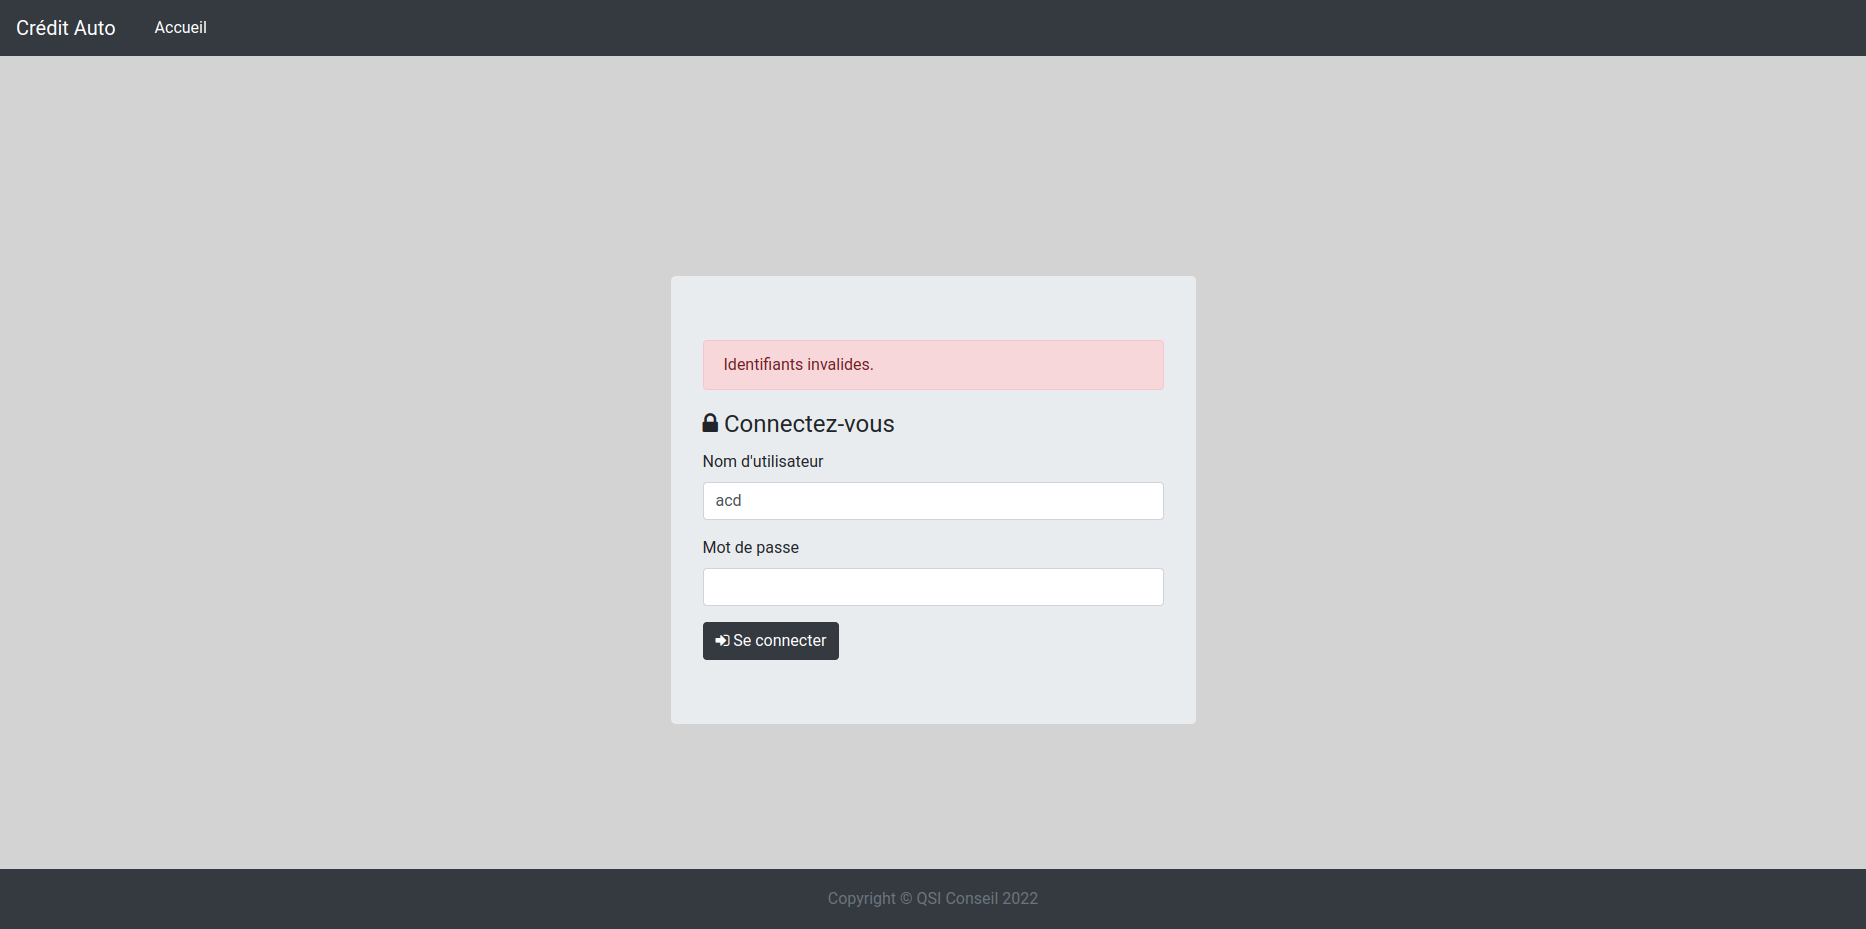 Crédit Auto Accueil
Identifiants invalides.
Connectez-vous
Nom d'utilisateur
acd
Mot de passe
Se connecter
Copyright © QSI Conseil 2022